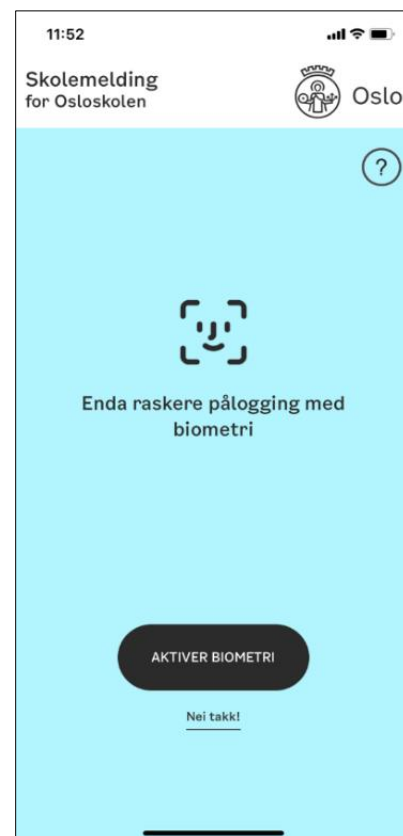 11:52
Skolemelding
for Osloskolen
Oslo
?
Enda raskere pålogging med
biometri
AKTIVER BIOMETRI
Nei takk!